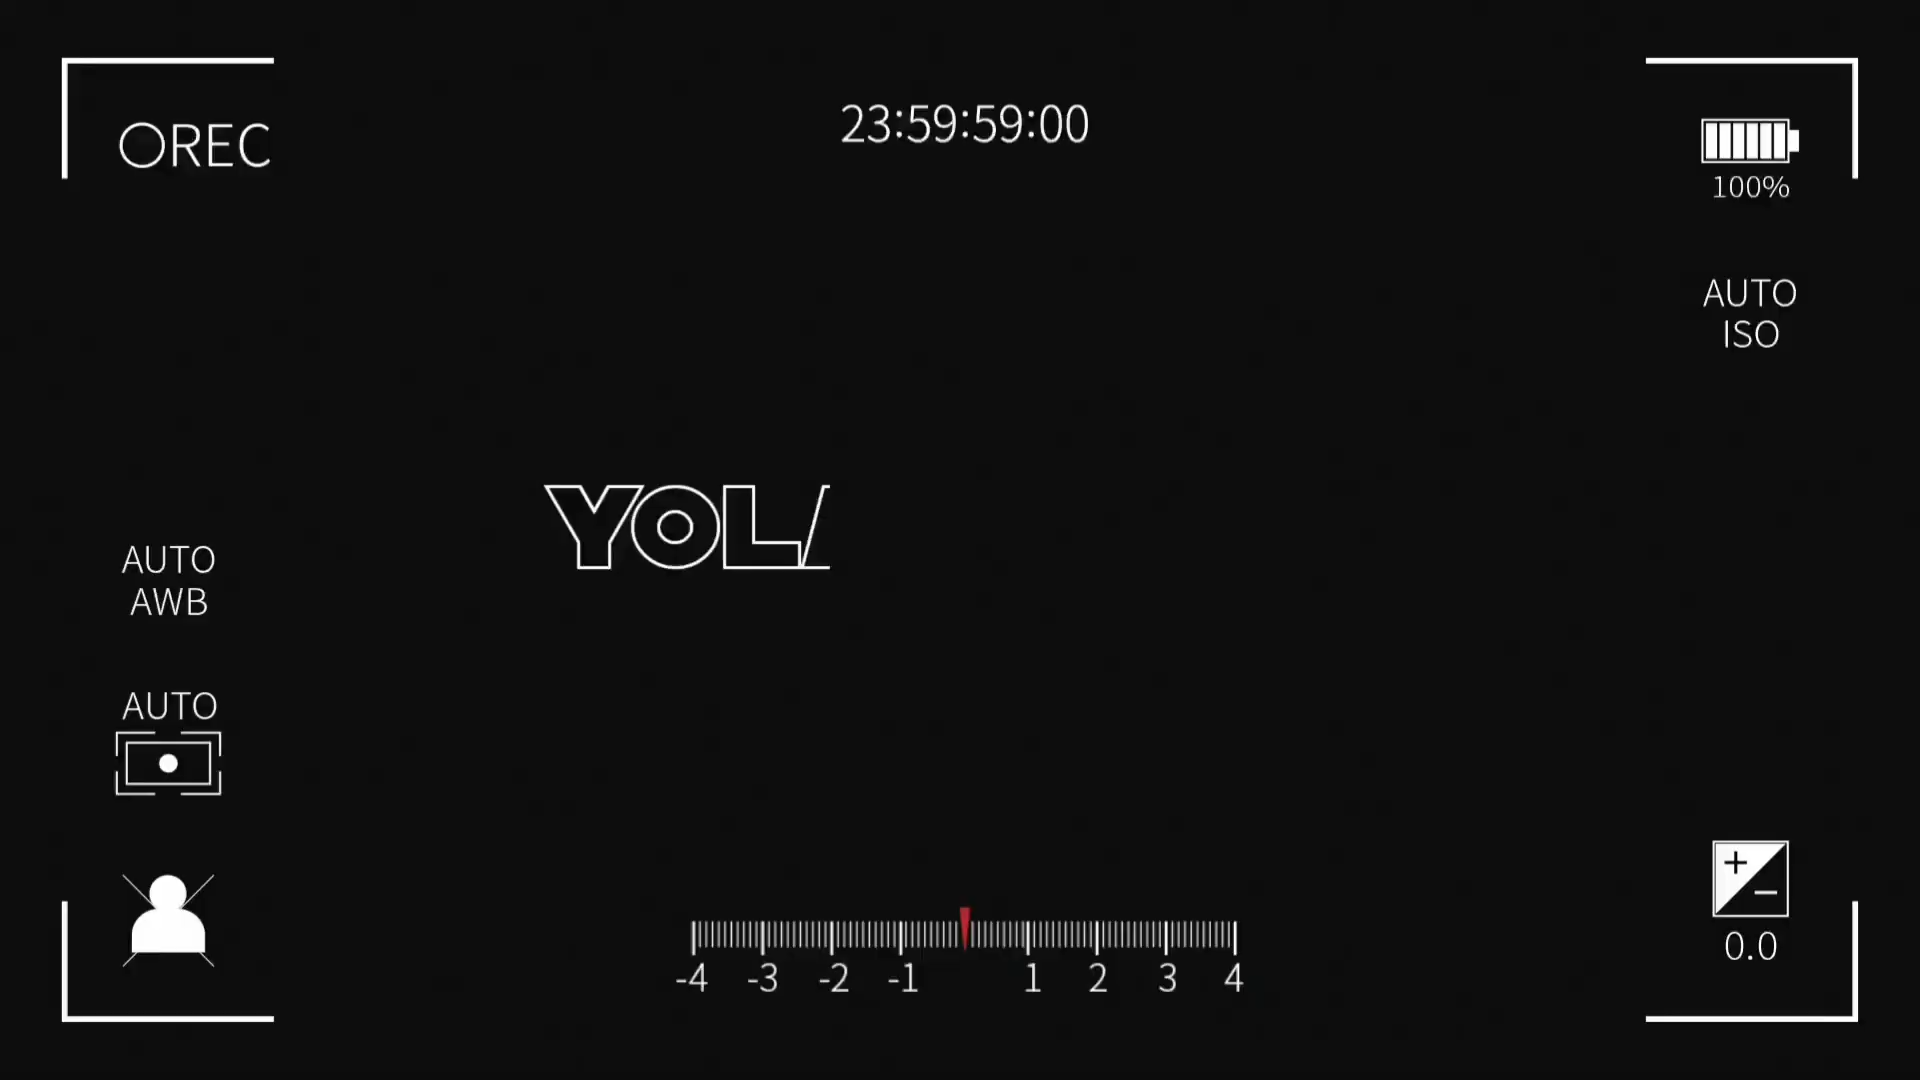 REC
23:59:59:00
100%
AUTO
ISO
YOL
AUTO
AWB
AUTO
+
-
0.0
-4 -3 -2 -1 1 2 3 4